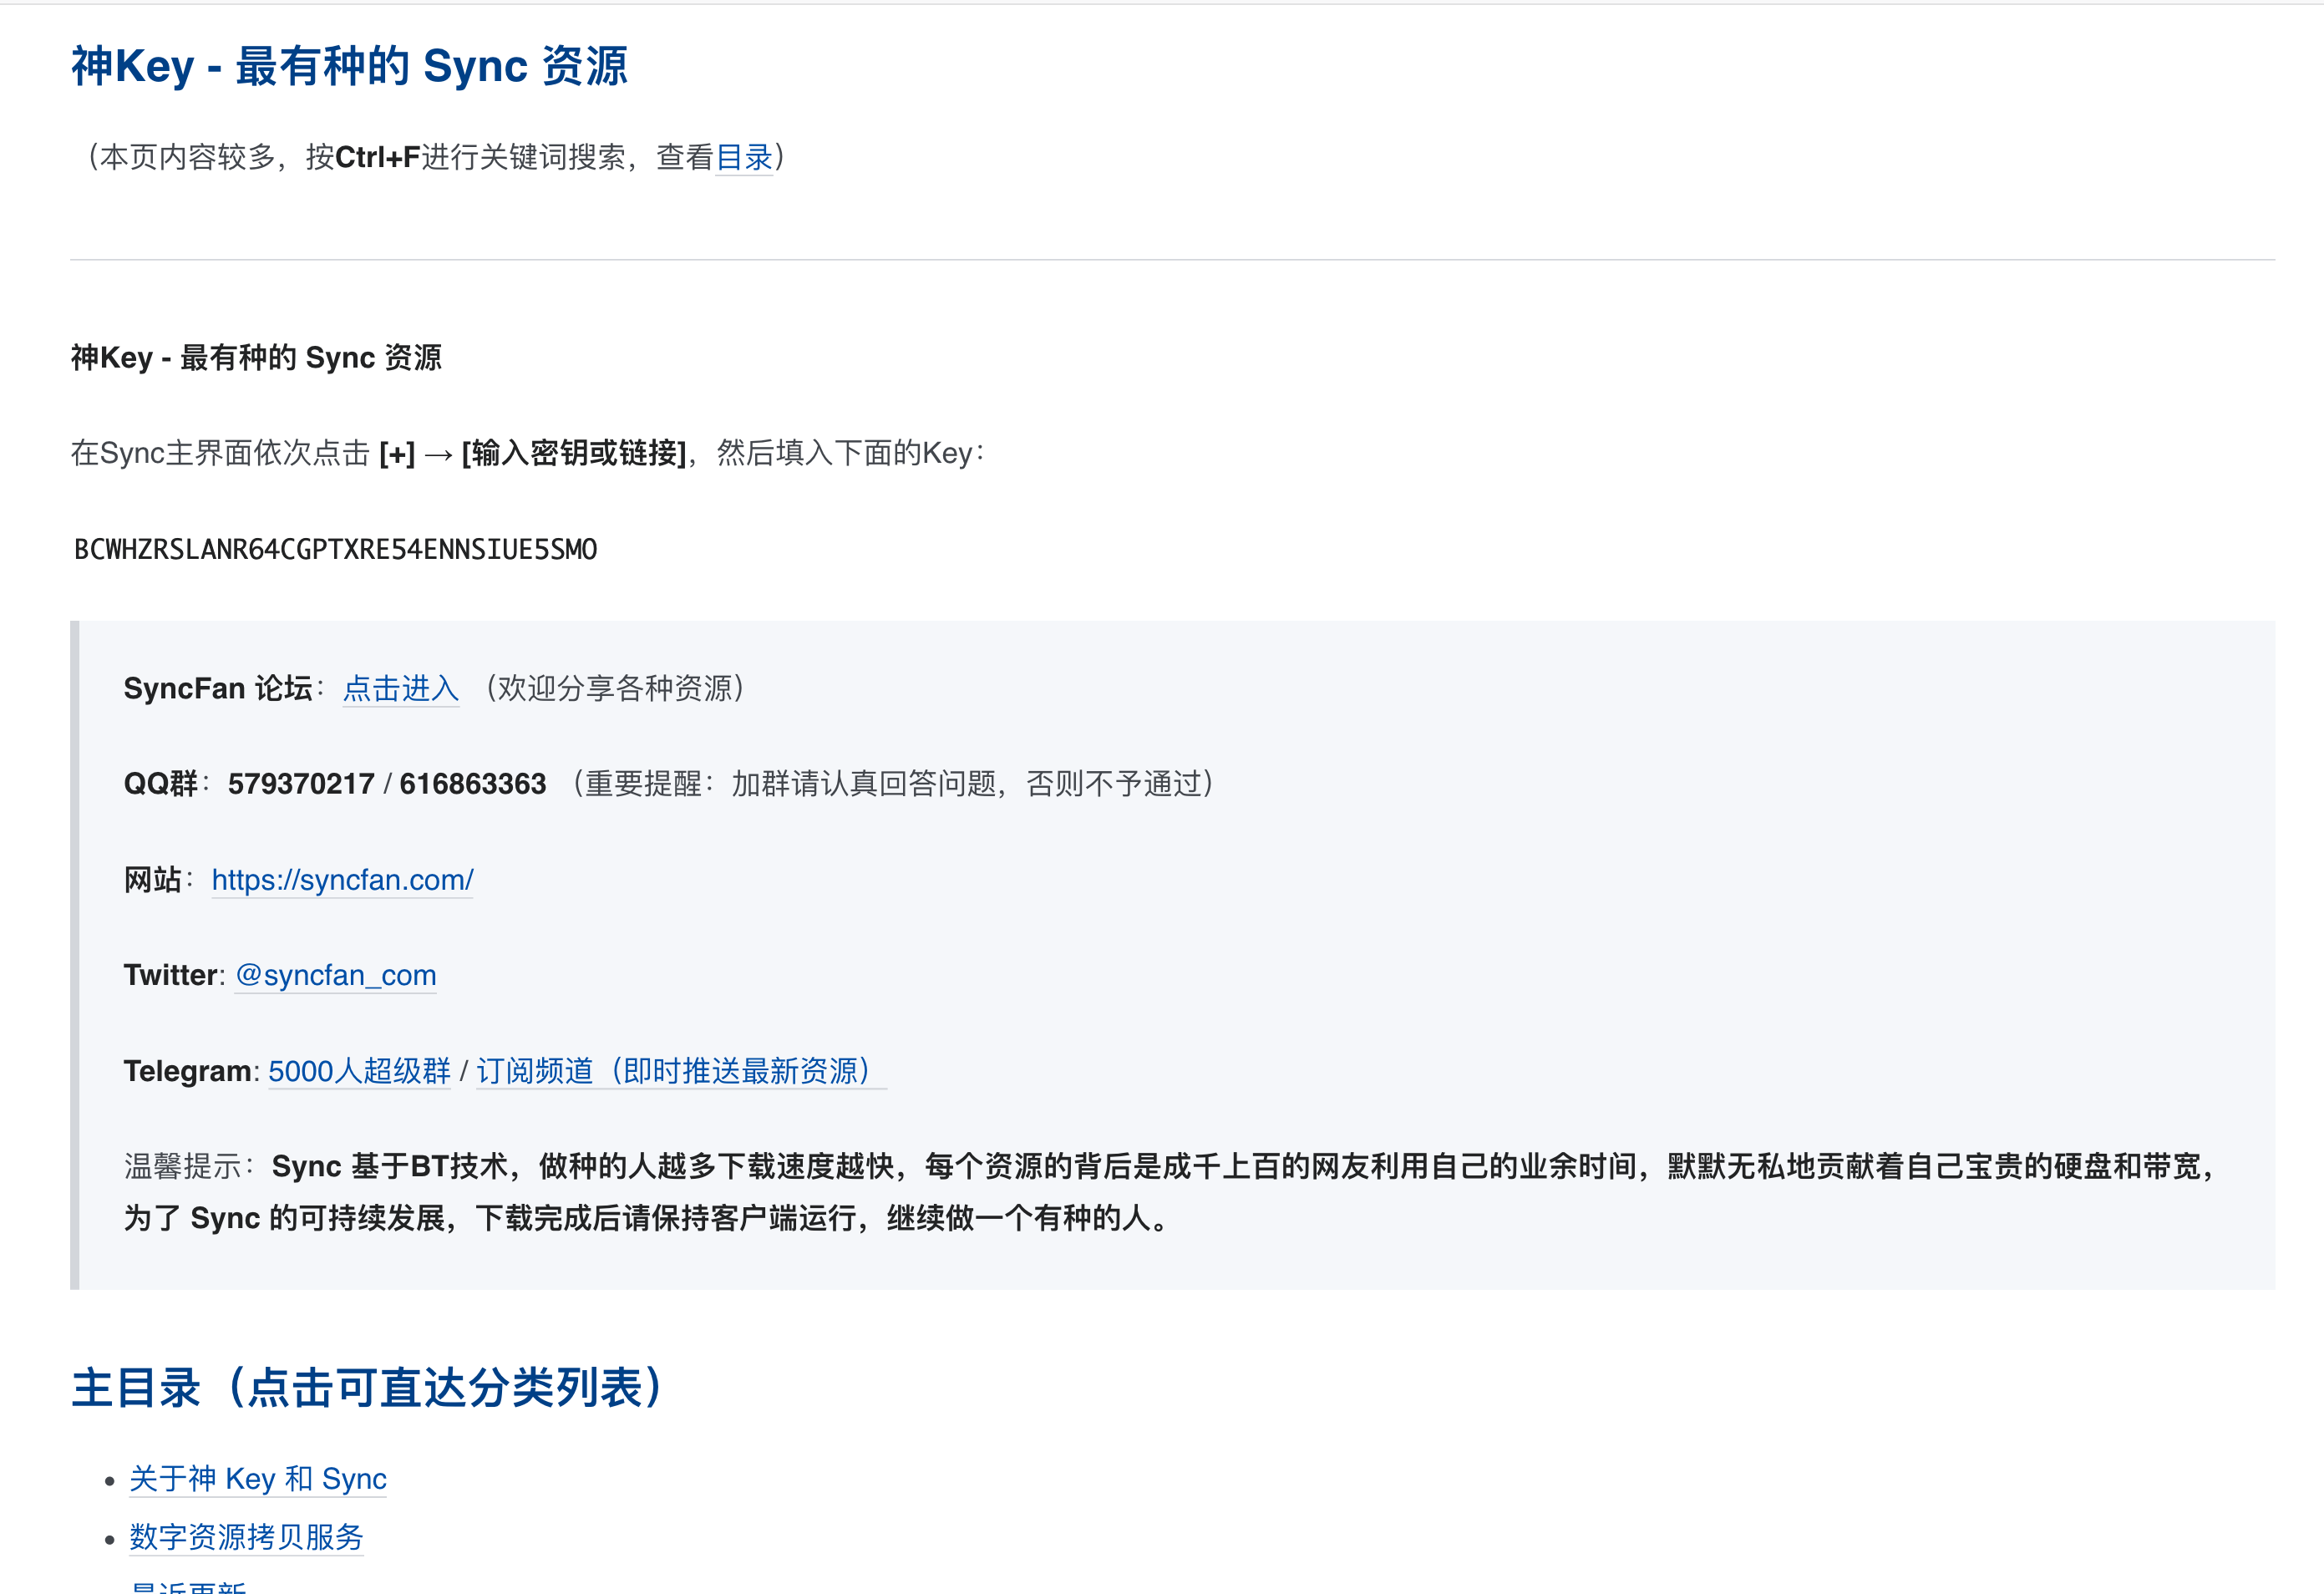 神Key - 最有种的 Sync 资源
（本页内容较多，按Ctrl+F进行关键词搜索，查看目录）
神Key - 最有种的 Sync 资源
在Sync主界面依次点击 [+] → [输入密钥或链接]，然后填入下面的Key：
BCWHZRSLANR64CGPTXRE54ENNSIUE5SMO
SyncFan 论坛：点击进入 （欢迎分享各种资源）
QQ群：579370217 / 616863363 （重要提醒：加群请认真回答问题，否则不予通过）
网站：https://syncfan.com/
Twitter: @syncfan_com
Telegram: 5000人超级群 / 订阅频道（即时推送最新资源）
温馨提示：Sync 基于BT技术，做种的人越多下载速度越快，每个资源的背后是成千上百的网友利用自己的业余时间，默默无私地贡献着自己宝贵的硬盘和带宽，
为了 Sync 的可持续发展，下载完成后请保持客户端运行，继续做一个有种的人。
主目录（点击可直达分类列表）
• 关于神 Key 和 Sync
• 数字资源拷贝服务
最近更新